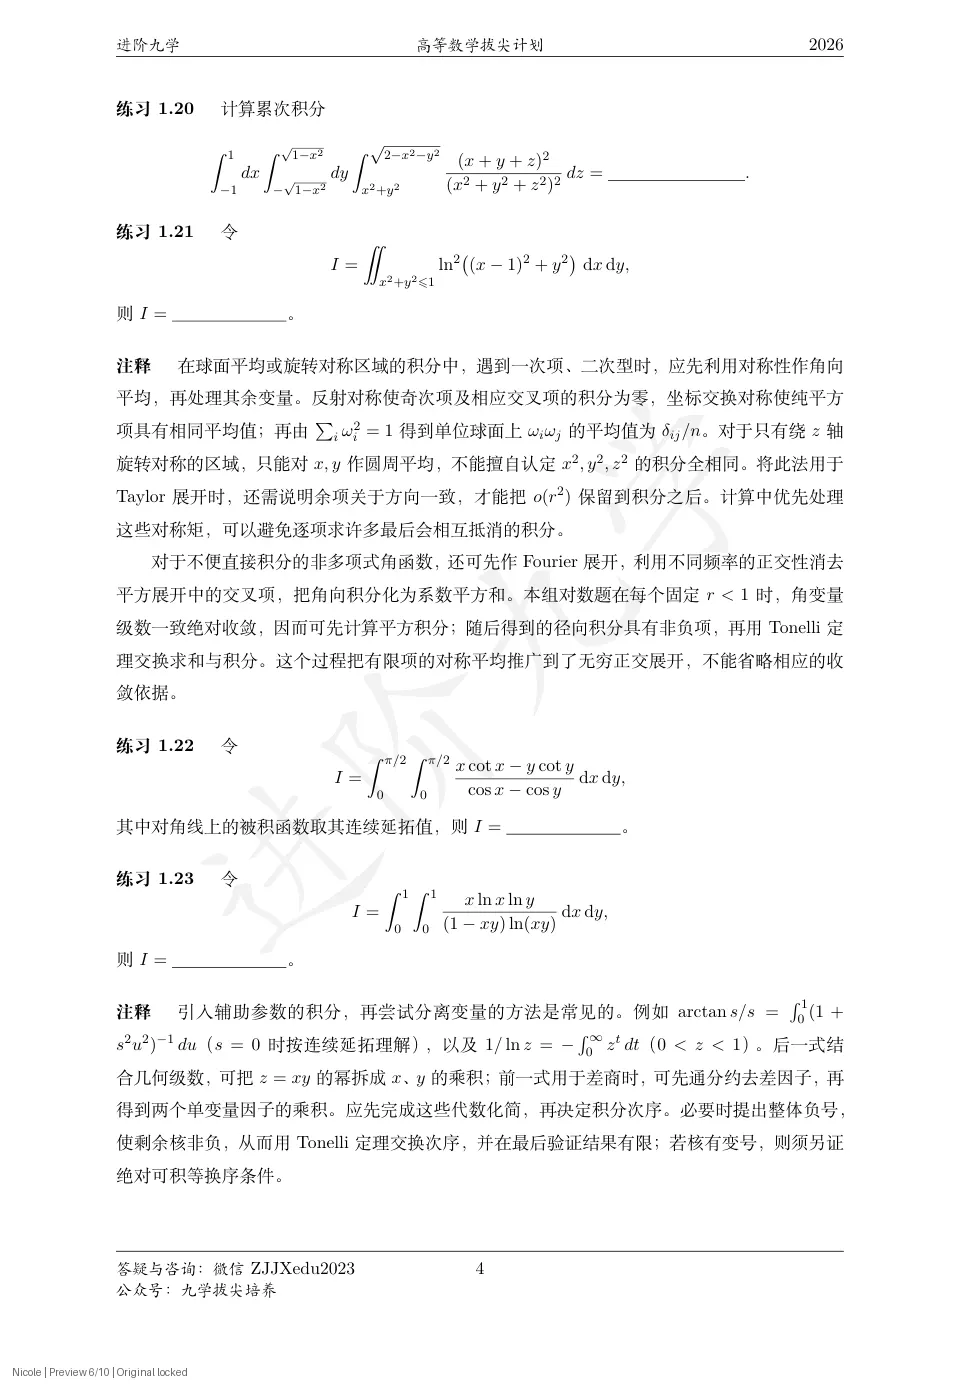 进阶九学 高等数学拔尖计划 2026
练习 1.20 计算累次积分
∫_{-1}^{1} dx ∫_{-√(1−x²)}^{√(1−x²)} dy ∫_{x²+y²}^{√(2−x²−y²)} (x + y + z)²/(x² + y² + z²)² dz = ________.
练习 1.21 令
I = ∬_{x²+y²⩽1} ln²((x − 1)² + y²) dx dy,
则 I = ________。
注释 在球面平均或旋转对称区域的积分中，遇到一次项、二次型时，应先利用对称性作角向
平均，再处理其余变量。反射对称使奇次项及相应交叉项的积分为零，坐标交换对称使纯平方
项具有相同平均值；再由 ∑_i ω_i² = 1 得到单位球面上 ω_iω_j 的平均值为 δ_{ij}/n。对于只有绕 z 轴
旋转对称的区域，只能对 x, y 作圆周平均，不能擅自认定 x², y², z² 的积分全相同。将此法用于
Taylor 展开时，还需说明余项关于方向一致，才能把 o(r²) 保留到积分之后。计算中优先处理
这些对称矩，可以避免逐项求许多最后会相互抵消的积分。
对于不便直接积分的非多项式角函数，还可先作 Fourier 展开，利用不同频率的正交性消去
平方展开中的交叉项，把角向积分化为系数平方和。本组对数题在每个固定 r < 1 时，角变量
级数一致绝对收敛，因而可先计算平方积分；随后得到的径向积分具有非负项，再用 Tonelli 定
理交换求和与积分。这个过程把有限项的对称平均推广到了无穷正交展开，不能省略相应的收
敛依据。
练习 1.22 令
I = ∫_0^{π/2} ∫_0^{π/2} (x cot x − y cot y)/(cos x − cos y) dx dy,
其中对角线上的被积函数取其连续延拓值，则 I = ________。
练习 1.23 令
I = ∫_0^1 ∫_0^1 (x ln x ln y)/((1 − xy) ln(xy)) dx dy,
则 I = ________。
注释 引入辅助参数的积分，再尝试分离变量的方法是常见的。例如 arctan s/s = ∫_0^1 (1 +
s²u²)⁻¹ du（s = 0 时按连续延拓理解），以及 1/ ln z = −∫_0^∞ z^t dt（0 < z < 1）。后一式结
合几何级数，可把 z = xy 的幂拆成 x、y 的乘积；前一式用于差商时，可先通分约去差因子，再
得到两个单变量因子的乘积。应先完成这些代数化简，再决定积分次序。必要时提出整体负号，
使剩余核非负，从而用 Tonelli 定理交换次序，并在最后验证结果有限；若核有变号，则须另证
绝对可积等换序条件。
答疑与咨询：微信 ZJJXedu2023 4
公众号：九学拔尖培养
进阶九学
Nicole | Preview 6/10 | Original locked